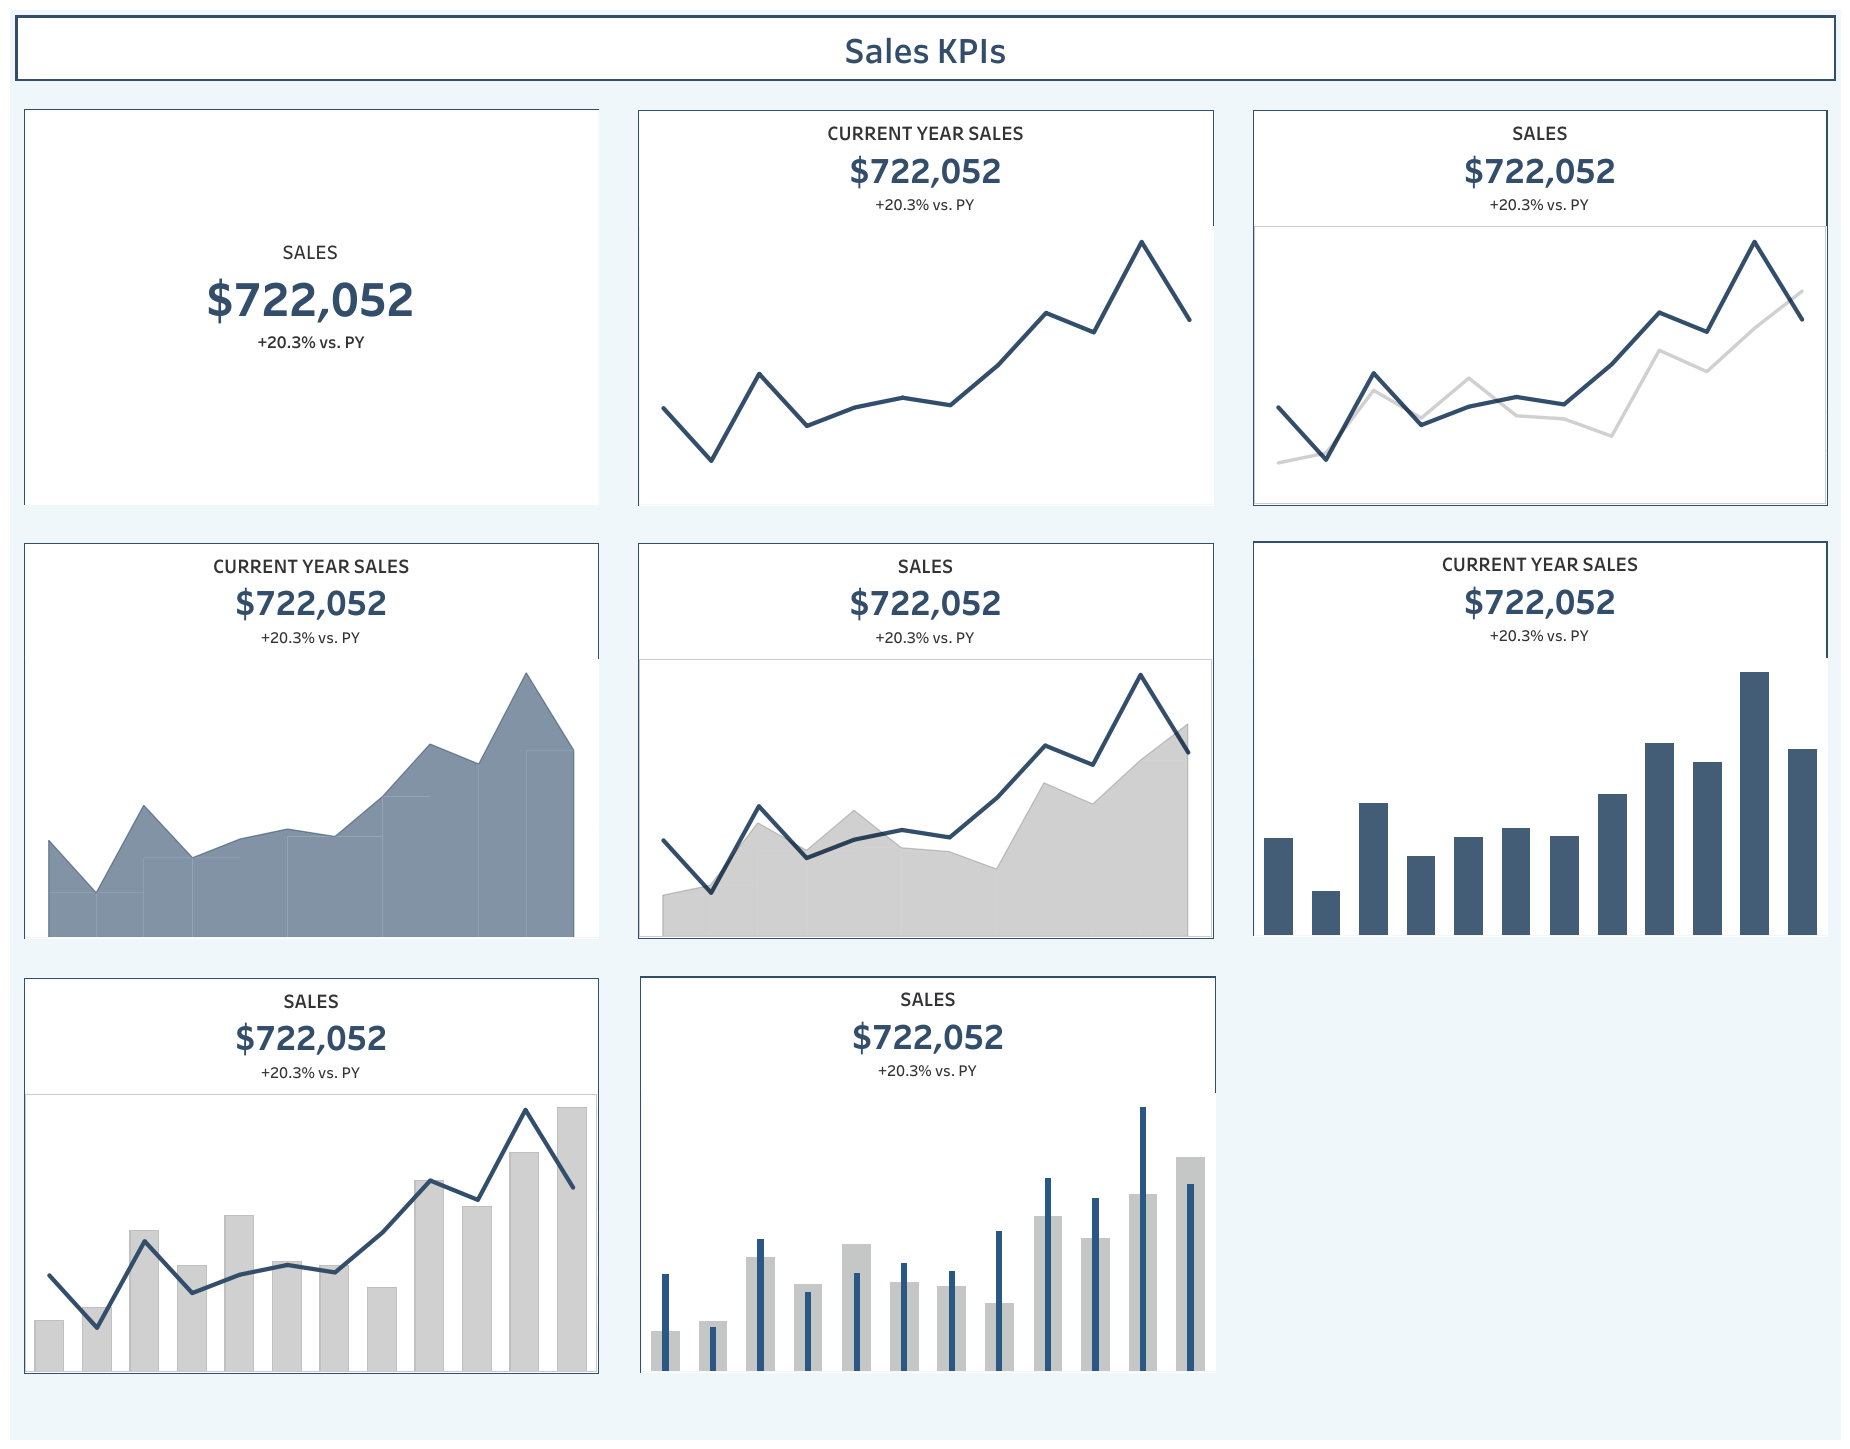 Sales KPIs
SALES
$722,052
+20.3% vs. PY
CURRENT YEAR SALES
$722,052
+20.3% vs. PY
SALES
$722,052
+20.3% vs. PY
CURRENT YEAR SALES
$722,052
+20.3% vs. PY
SALES
$722,052
+20.3% vs. PY
CURRENT YEAR SALES
$722,052
+20.3% vs. PY
SALES
$722,052
+20.3% vs. PY
SALES
$722,052
+20.3% vs. PY